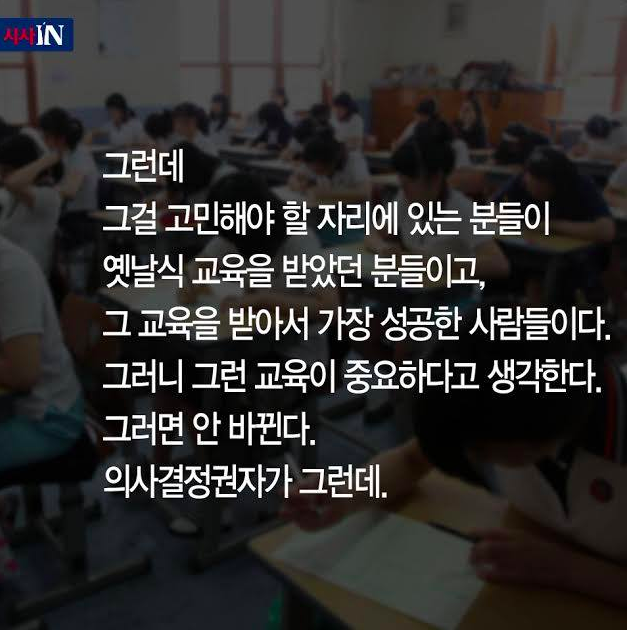 시사IN
그런데
그걸 고민해야 할 자리에 있는 분들이
옛날식 교육을 받았던 분들이고,
그 교육을 받아서 가장 성공한 사람들이다.
그러니 그런 교육이 중요하다고 생각한다.
그러면 안 바뀐다.
의사결정권자가 그런데.